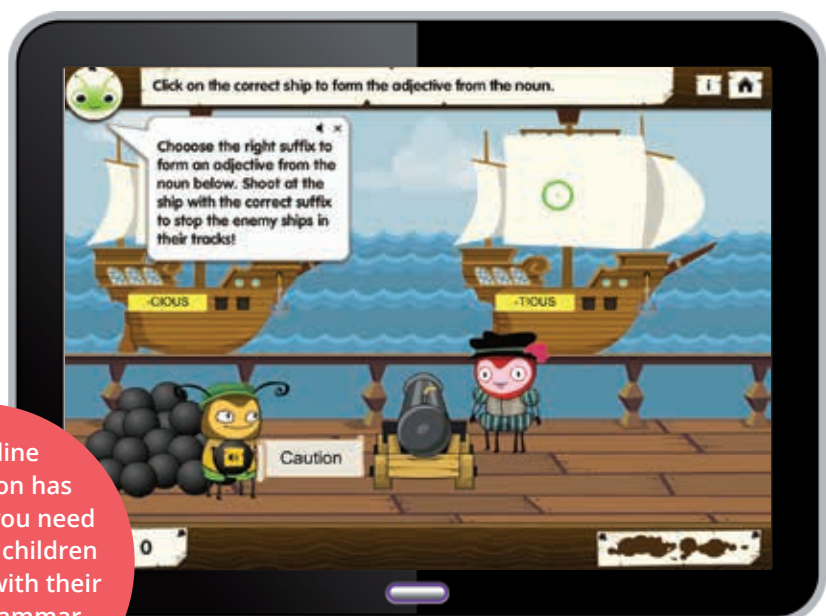 Click on the correct ship to form the adjective from the noun.
i
Chooose the right suffix to
form an adjective from the
noun below. Shoot at the
ship with the correct suffix
to stop the enemy ships in
their tracks!
-CIOUS
-TIOUS
Caution
line
on has
you need
children
with their
0